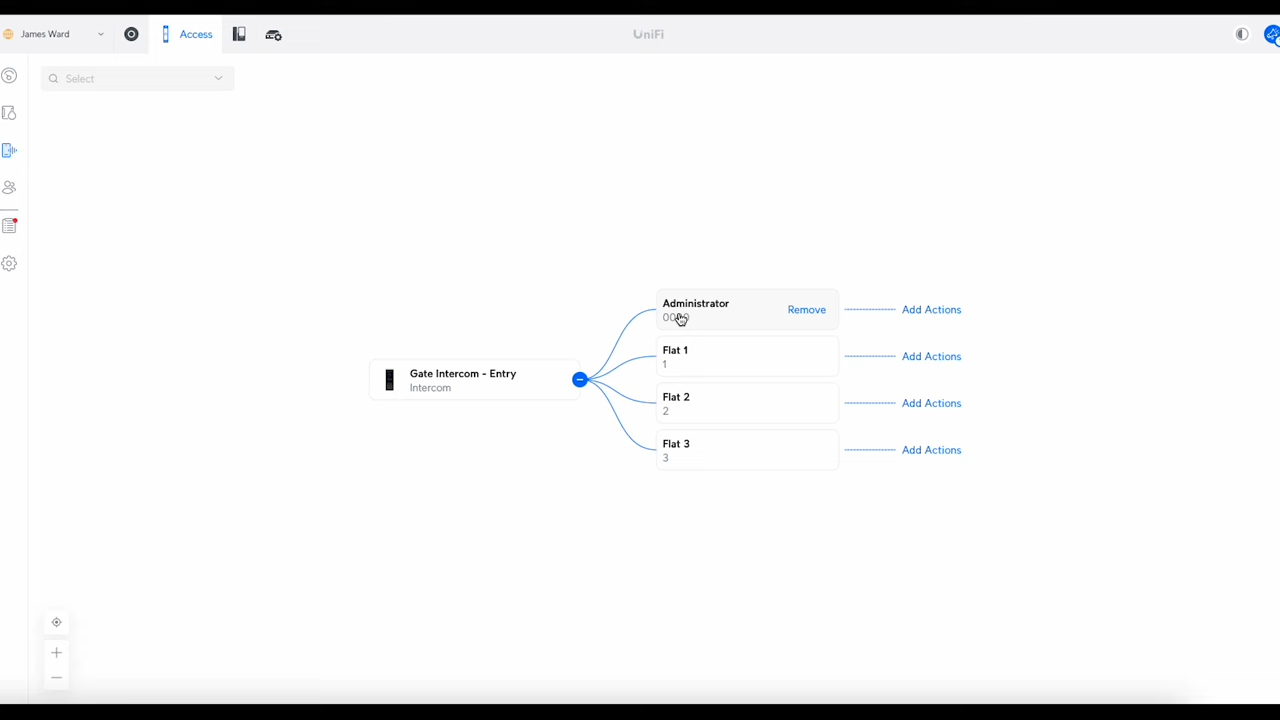 James Ward
Access
UniFi
Select
Administrator
Remove
Add Actions
Flat 1
1
Add Actions
Gate Intercom - Entry
Intercom
Flat 2
2
Add Actions
Flat 3
3
Add Actions